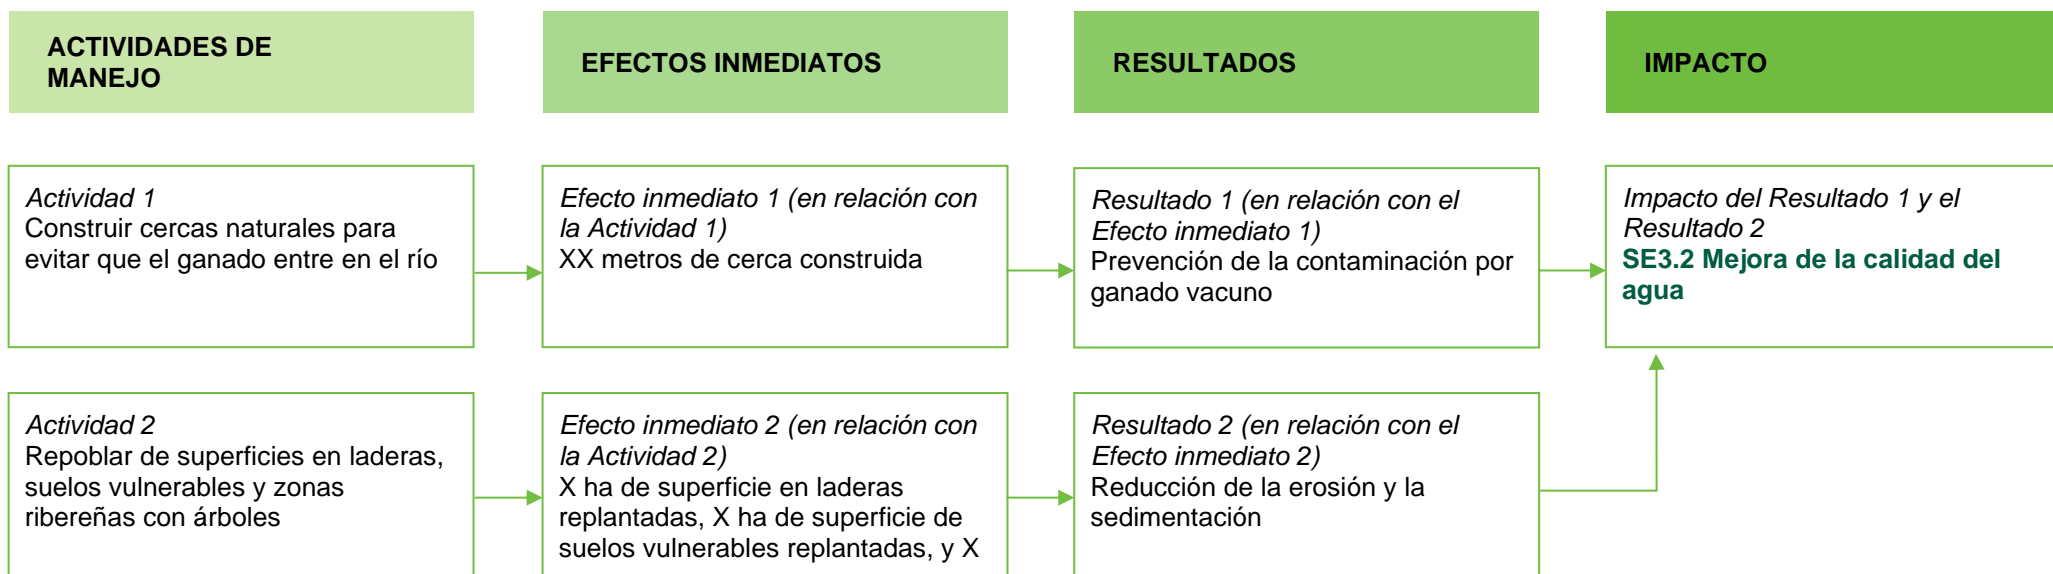 ACTIVIDADES DE
MANEJO
EFECTOS INMEDIATOS
RESULTADOS
IMPACTO
Actividad 1
Construir cercas naturales para
evitar que el ganado entre en el río
Efecto inmediato 1 (en relación con
la Actividad 1)
XX metros de cerca construida
Resultado 1 (en relación con el
Efecto inmediato 1)
Prevención de la contaminación por
ganado vacuno
Impacto del Resultado 1 y el
Resultado 2
SE3.2 Mejora de la calidad del
agua
Actividad 2
Repoblar de superficies en laderas,
suelos vulnerables y zonas
ribereñas con árboles
Efecto inmediato 2 (en relación con
la Actividad 2)
X ha de superficie en laderas
replantadas, X ha de superficie de
suelos vulnerables replantadas, y X
Resultado 2 (en relación con el
Efecto inmediato 2)
Reducción de la erosión y la
sedimentación